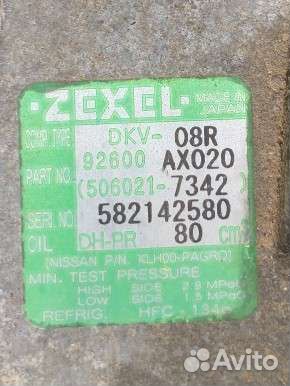 ZEXEL MADE IN JAPAN
COMP. TYPE DKV-08R
PART NO. 92600 AX020
(506021-7342)
SERI.NO. 582142580
OIL DH-PR 80 cm³
(NISSAN P/N. KLH00-PAGRO)
MIN. TEST PRESSURE
HIGH SIDE 2.9 MPaG
LOW SIDE 1.5 MPaG
REFRIG. HFC-134a
Avito